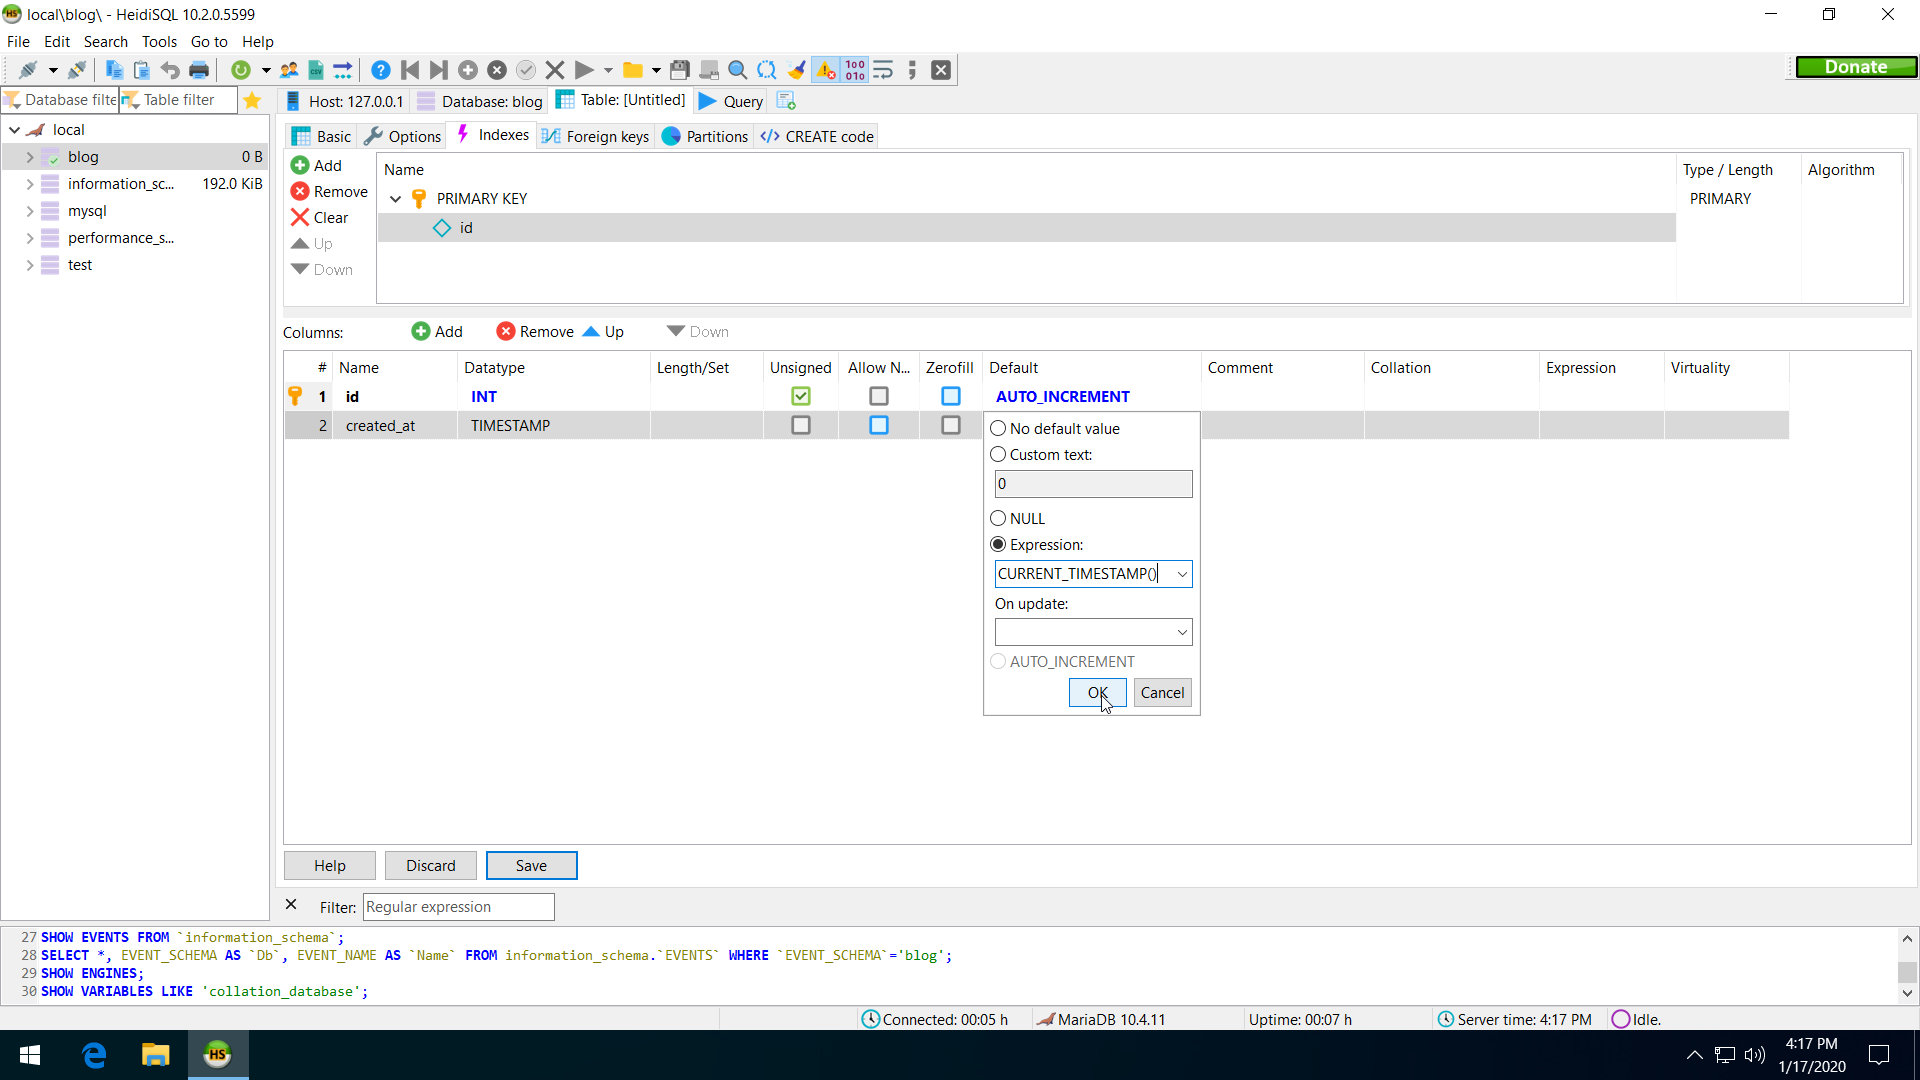 local\blog\ - HeidiSQL 10.2.0.5599
File Edit Search Tools Go to Help
Donate
Database filte Table filter
Host: 127.0.0.1 Database: blog Table: [Untitled] Query
local
blog 0 B
information_sc... 192.0 KiB
mysql
performance_s...
test
Basic Options Indexes Foreign keys Partitions CREATE code
Add
Remove
Clear
Up
Down
Name Type / Length Algorithm
PRIMARY KEY PRIMARY
id
Columns: Add Remove Up Down
# Name Datatype Length/Set Unsigned Allow N... Zerofill Default Comment Collation Expression Virtuality
1 id INT AUTO_INCREMENT
2 created_at TIMESTAMP
No default value
Custom text:
0
NULL
Expression:
CURRENT_TIMESTAMP()
On update:
AUTO_INCREMENT
OK Cancel
Help Discard Save
Filter: Regular expression
27 SHOW EVENTS FROM `information_schema`;
28 SELECT *, EVENT_SCHEMA AS `Db`, EVENT_NAME AS `Name` FROM information_schema.`EVENTS` WHERE `EVENT_SCHEMA`='blog';
29 SHOW ENGINES;
30 SHOW VARIABLES LIKE 'collation_database';
Connected: 00:05 h MariaDB 10.4.11 Uptime: 00:07 h Server time: 4:17 PM Idle.
HS
4:17 PM
1/17/2020